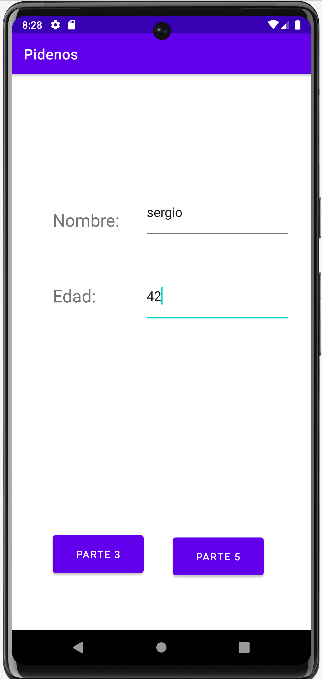 8:28
Pidenos
Nombre: sergio
Edad: 42
PARTE 3 PARTE 5